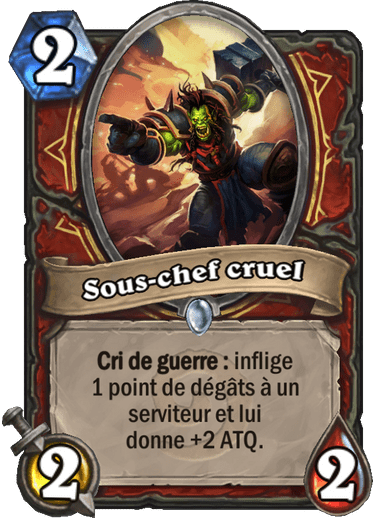 2
Sous-chef cruel
Cri de guerre : inflige
1 point de dégâts à un
serviteur et lui
donne +2 ATQ.
2
2